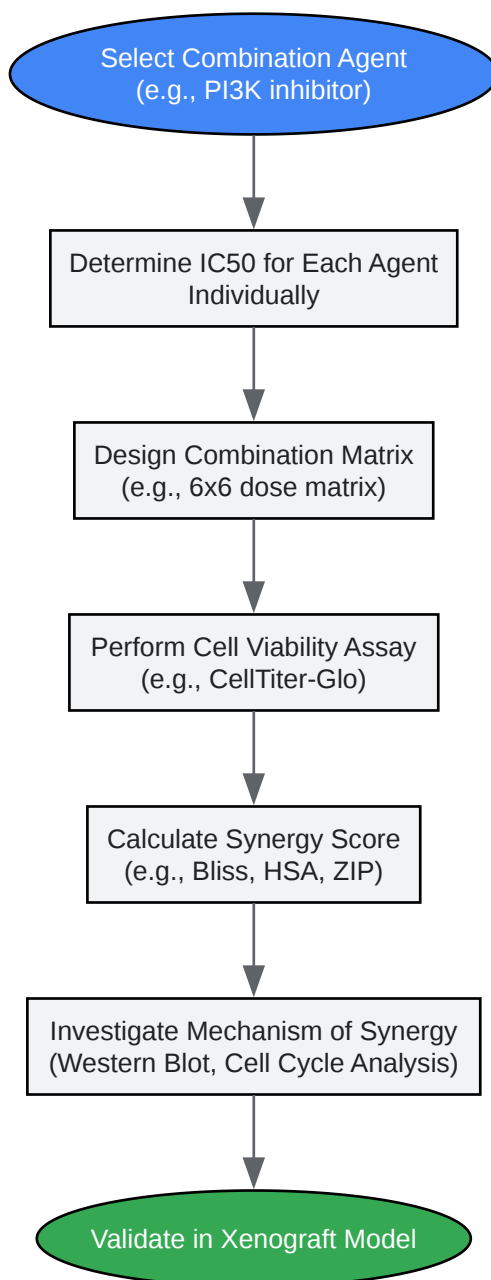 Select Combination Agent
(e.g., PI3K inhibitor)
Determine IC50 for Each Agent
Individually
Design Combination Matrix
(e.g., 6x6 dose matrix)
Perform Cell Viability Assay
(e.g., CellTiter-Glo)
Calculate Synergy Score
(e.g., Bliss, HSA, ZIP)
Investigate Mechanism of Synergy
(Western Blot, Cell Cycle Analysis)
Validate in Xenograft Model